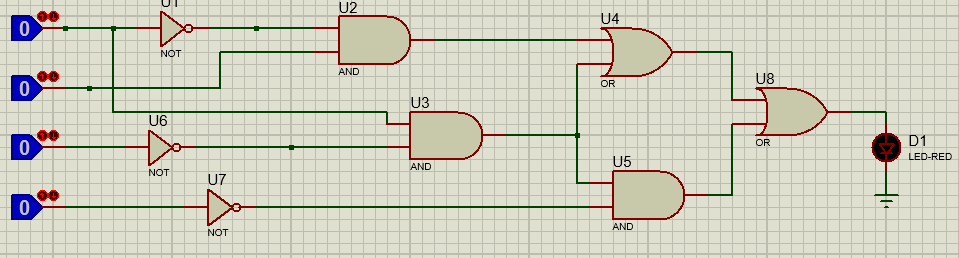 U1
0
NOT
U2
AND
0
U4
OR
U8
OR
U3
AND
0
U6
NOT
D1
LED-RED
U5
AND
0
U7
NOT